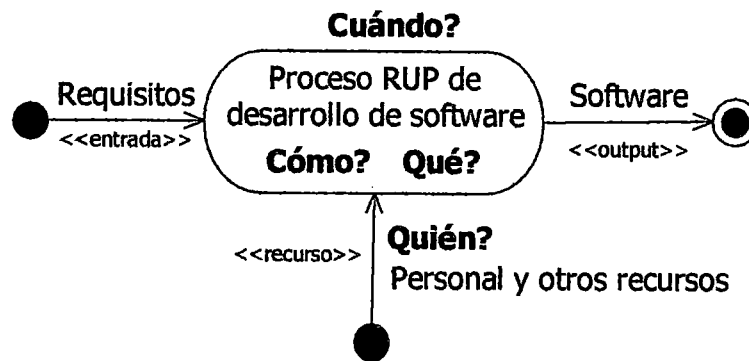 Cuándo?
Requisitos
<<entrada>>
Proceso RUP de
desarrollo de software
Cómo? Qué?
Software
<<output>>
<<recurso>>
Quién?
Personal y otros recursos